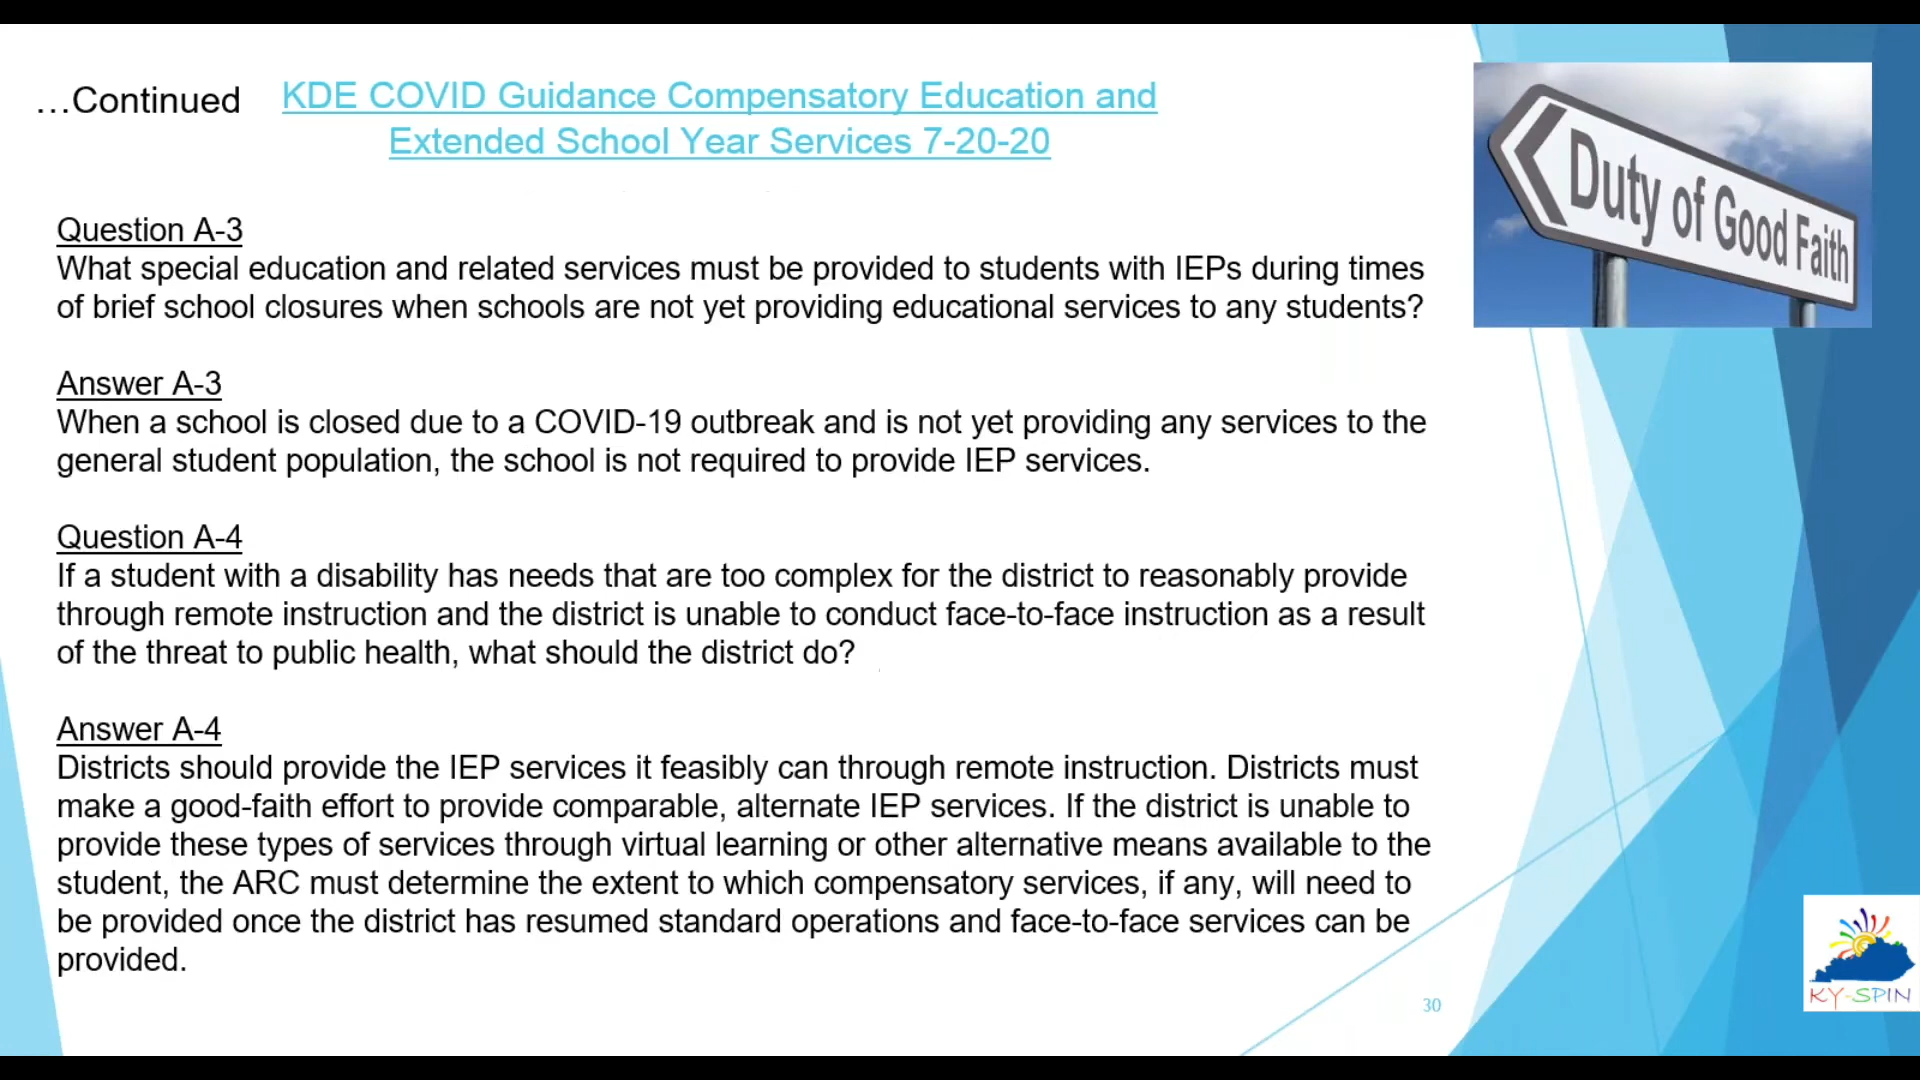 ...Continued
KDE COVID Guidance Compensatory Education and
Extended School Year Services 7-20-20
Duty of Good Faith
Question A-3
What special education and related services must be provided to students with IEPs during times
of brief school closures when schools are not yet providing educational services to any students?
Answer A-3
When a school is closed due to a COVID-19 outbreak and is not yet providing any services to the
general student population, the school is not required to provide IEP services.
Question A-4
If a student with a disability has needs that are too complex for the district to reasonably provide
through remote instruction and the district is unable to conduct face-to-face instruction as a result
of the threat to public health, what should the district do?
Answer A-4
Districts should provide the IEP services it feasibly can through remote instruction. Districts must
make a good-faith effort to provide comparable, alternate IEP services. If the district is unable to
provide these types of services through virtual learning or other alternative means available to the
student, the ARC must determine the extent to which compensatory services, if any, will need to
be provided once the district has resumed standard operations and face-to-face services can be
provided.
KY-SPIN
30